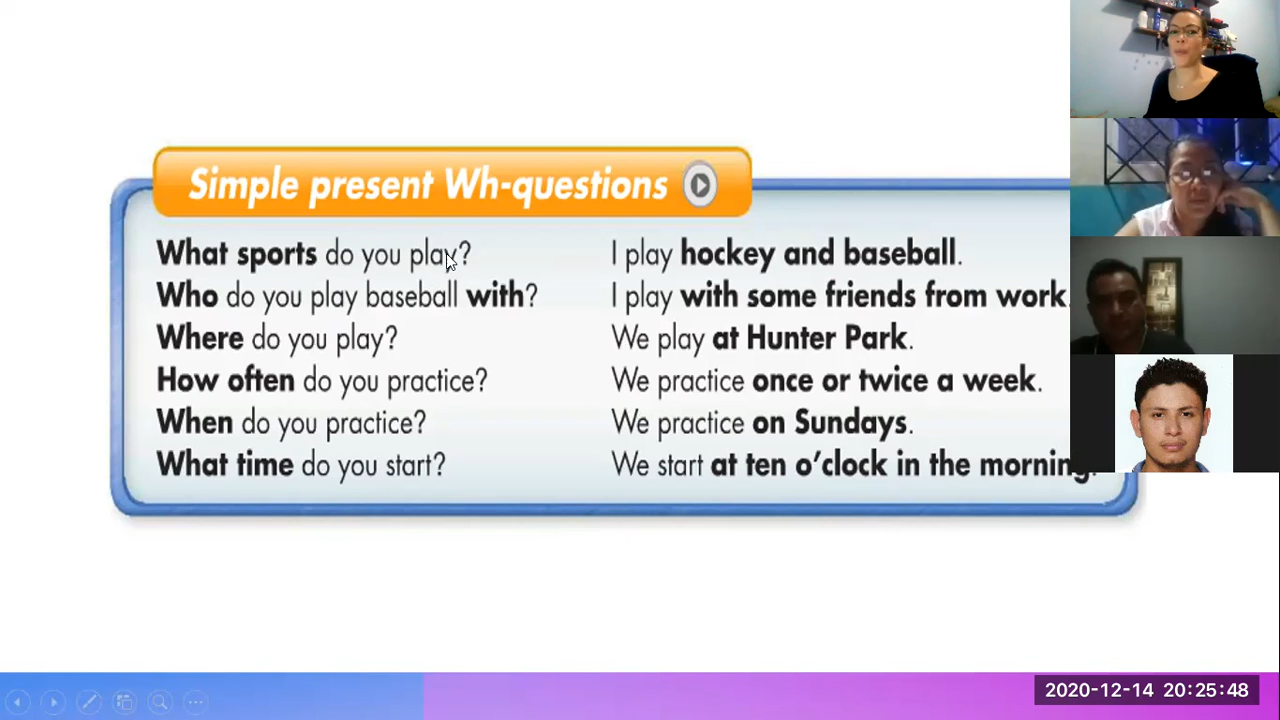 Simple present Wh-questions
What sports do you play? I play hockey and baseball.
Who do you play baseball with? I play with some friends from work.
Where do you play? We play at Hunter Park.
How often do you practice? We practice once or twice a week.
When do you practice? We practice on Sundays.
What time do you start? We start at ten o'clock in the morning.
2020-12-14 20:25:48